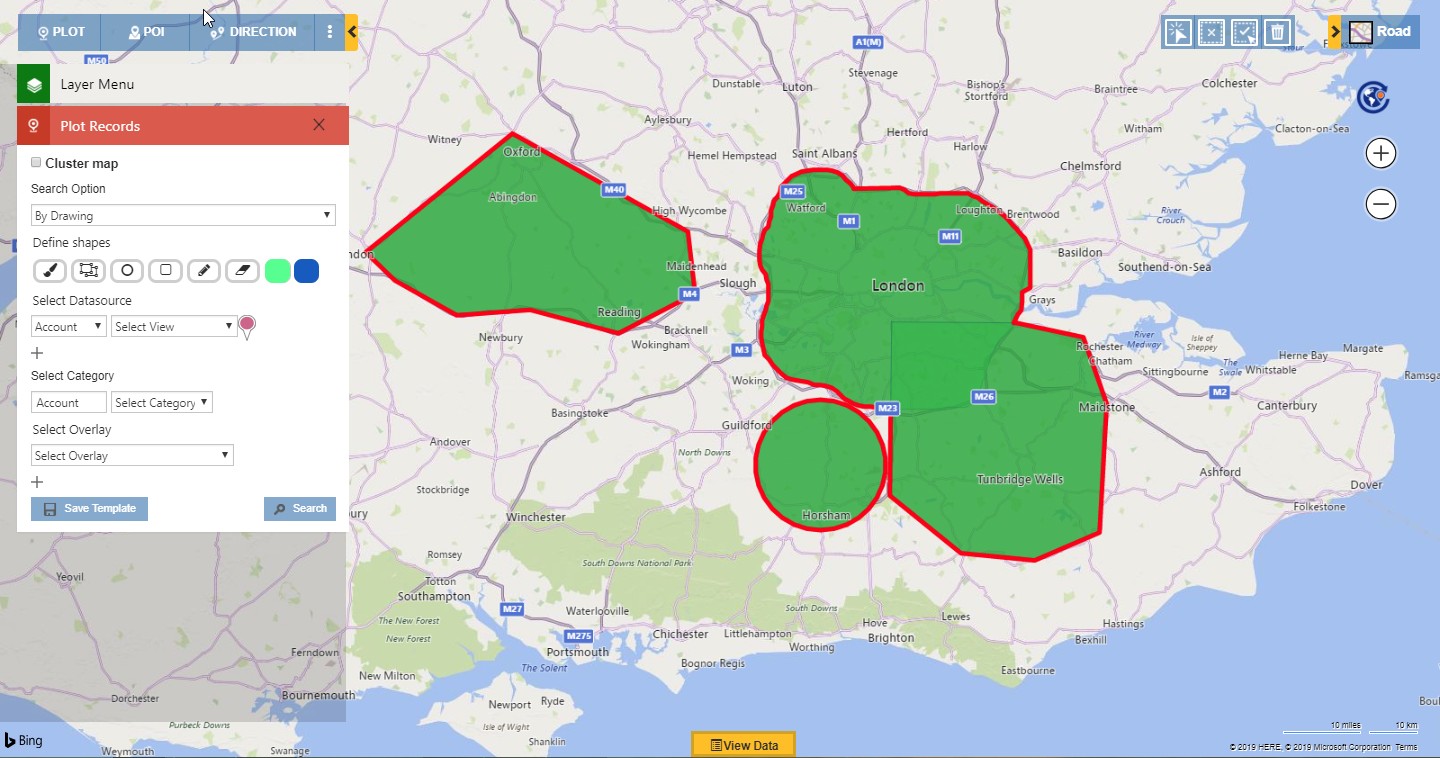 PLOT
POI
DIRECTION
Road
Layer Menu
Plot Records
Cluster map
Search Option
By Drawing
Define shapes
Select Datasource
Account
Select View
Select Category
Account
Select Category
Select Overlay
Select Overlay
Save Template
Search
M50
A1(M)
Stevenage
Dunstable
Luton
Bishop's
Stortford
Braintree
Colchester
Aylesbury
Hertford
Witham
Clacton-on-Sea
Witney
Oxford
Hemel Hempstead
Saint Albans
Harlow
Chelmsford
Abingdon
M40
M25
Watford
M1
High Wycombe
Loughton
Brentwood
River
Crouch
M11
Basildon
Maidenhead
Southend-on-Sea
M4
Slough
London
Grays
Reading
Bracknell
Newbury
Wokingham
M3
River
Medway
Isle of
Sheppey
Rochester
Chatham
Margate
Herne Bay
The
Swale
Whitstable
Sittingbourne
Woking
M26
M2
Basingstoke
M23
Maidstone
Canterbury
Guildford
Andover
North Downs
Ashford
Tunbridge Wells
Dover
Stockbridge
Folkestone
Winchester
Horsham
Romsey
South Downs National Park
Yeovil
Totton
Southampton
M27
Waterlooville
South Downs
Lewes
The New Forest
New Forest
M275
Chichester
Littlehampton
Hove
Brighton
Hastings
Worthing
Bexhill
Ferndown
Portsmouth
The Solent
Bognor Regis
Eastbourne
New Milton
Dorchester
Bournemouth
Newport
Ryde
Purbeck Downs
Isle of Wight
Shanklin
10 miles
10 km
Bing
Weymouth
Swanage
View Data
© 2019 HERE, © 2019 Microsoft Corporation Terms